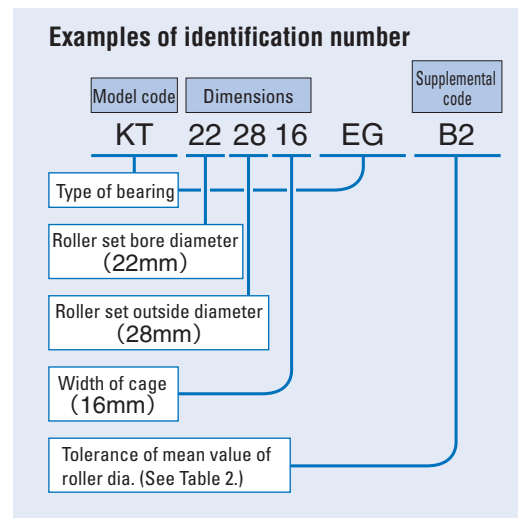 Examples of identification number
Model code Dimensions Supplemental
code
KT 22 28 16 EG B2
Type of bearing
Roller set bore diameter
(22mm)
Roller set outside diameter
(28mm)
Width of cage
(16mm)
Tolerance of mean value of
roller dia. (See Table 2.)